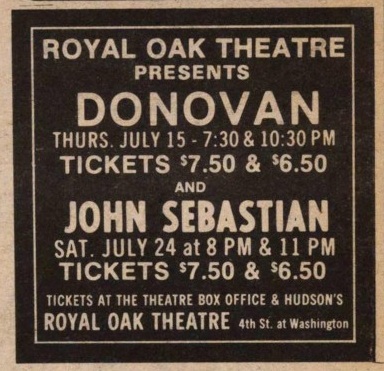 ROYAL OAK THEATRE
PRESENTS
DONOVAN
THURS. JULY 15 - 7:30 & 10:30 PM
TICKETS $7.50 & $6.50
AND
JOHN SEBASTIAN
SAT. JULY 24 at 8 PM & 11 PM
TICKETS $7.50 & $6.50
TICKETS AT THE THEATRE BOX OFFICE & HUDSON'S
ROYAL OAK THEATRE 4th St. at Washington